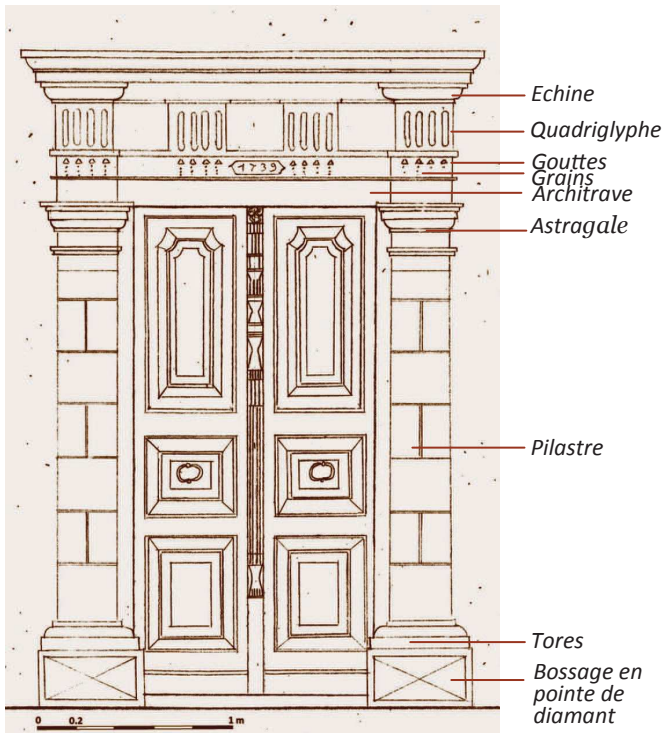 Echine
Quadriglyphe
Gouttes
Grains
1739
Architrave
Astragale
Pilastre
Tores
Bossage en
pointe de
diamant
0 0.2 1 m